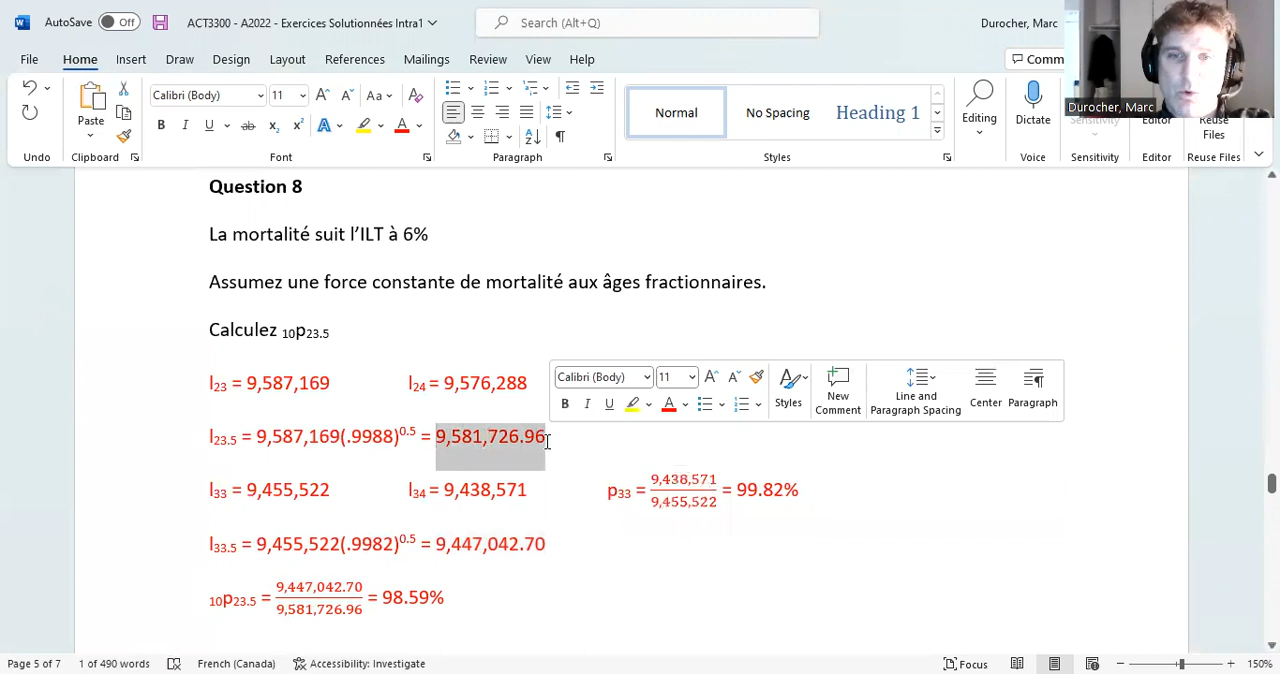 AutoSave Off ACT3300 - A2022 - Exercices Solutionnées Intra1 Search (Alt+Q) Durocher, Marc
File Home Insert Draw Design Layout References Mailings Review View Help Comm
Durocher, Marc
Paste Calibri (Body) 11 Aa Normal No Spacing Heading 1 Editing Dictate Sensitivity Editor Reuse Files
B I U ab x₂ x² A A
Undo Clipboard Font Paragraph Styles Voice Sensitivity Editor Reuse Files
Question 8
La mortalité suit l’ILT à 6%
Assumez une force constante de mortalité aux âges fractionnaires.
Calculez ₁₀p₂₃.₅
l₂₃ = 9,587,169 l₂₄ = 9,576,288
Calibri (Body) 11 A A Styles New Comment Line and Paragraph Spacing Center Paragraph
B I U A
l₂₃.₅ = 9,587,169(.9988)^0.5 = 9,581,726.96
l₃₃ = 9,455,522 l₃₄ = 9,438,571 p₃₃ = 9,438,571/9,455,522 = 99.82%
l₃₃.₅ = 9,455,522(.9982)^0.5 = 9,447,042.70
₁₀p₂₃.₅ = 9,447,042.70/9,581,726.96 = 98.59%
Page 5 of 7 1 of 490 words French (Canada) Accessibility: Investigate Focus 150%